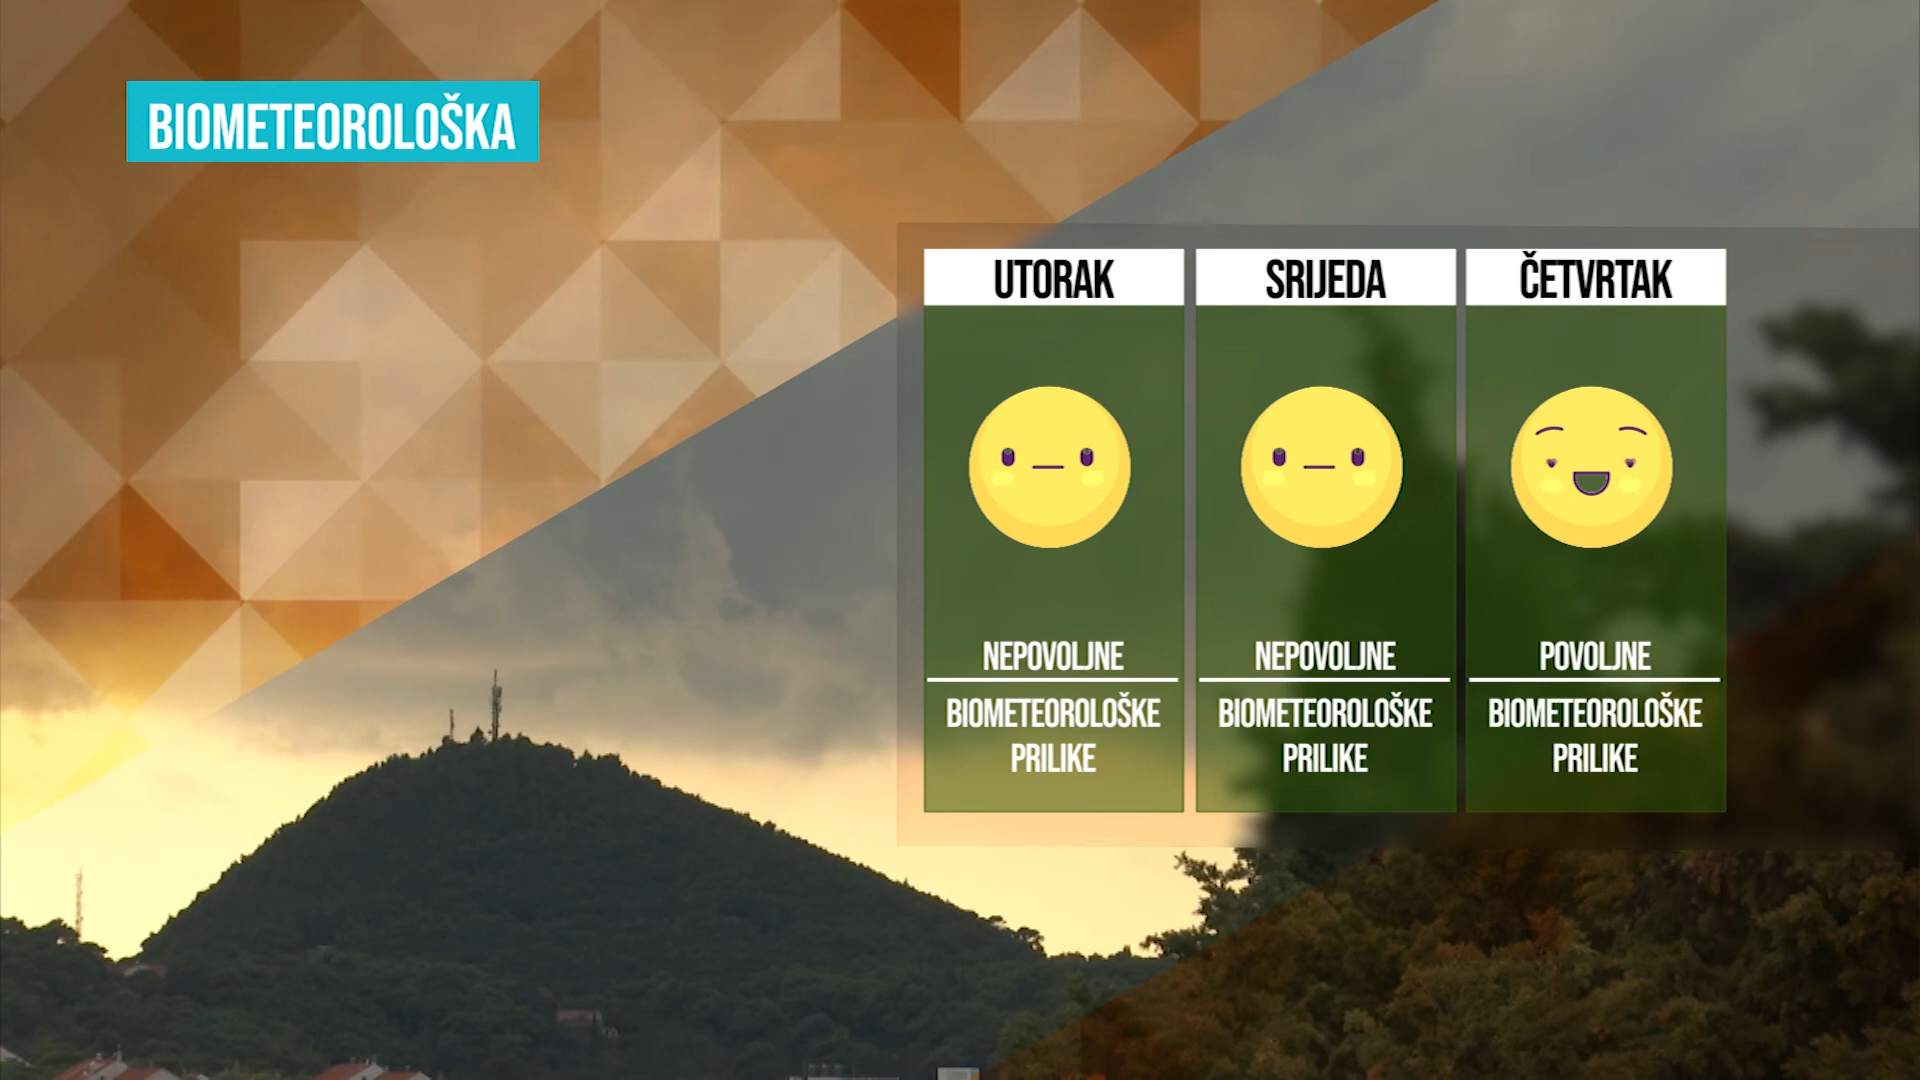 BIOMETEOROLOŠKA
UTORAK
NEPOVOLJNE
BIOMETEOROLOŠKE
PRILIKE
SRIJEDA
NEPOVOLJNE
BIOMETEOROLOŠKE
PRILIKE
ČETVRTAK
POVOLJNE
BIOMETEOROLOŠKE
PRILIKE